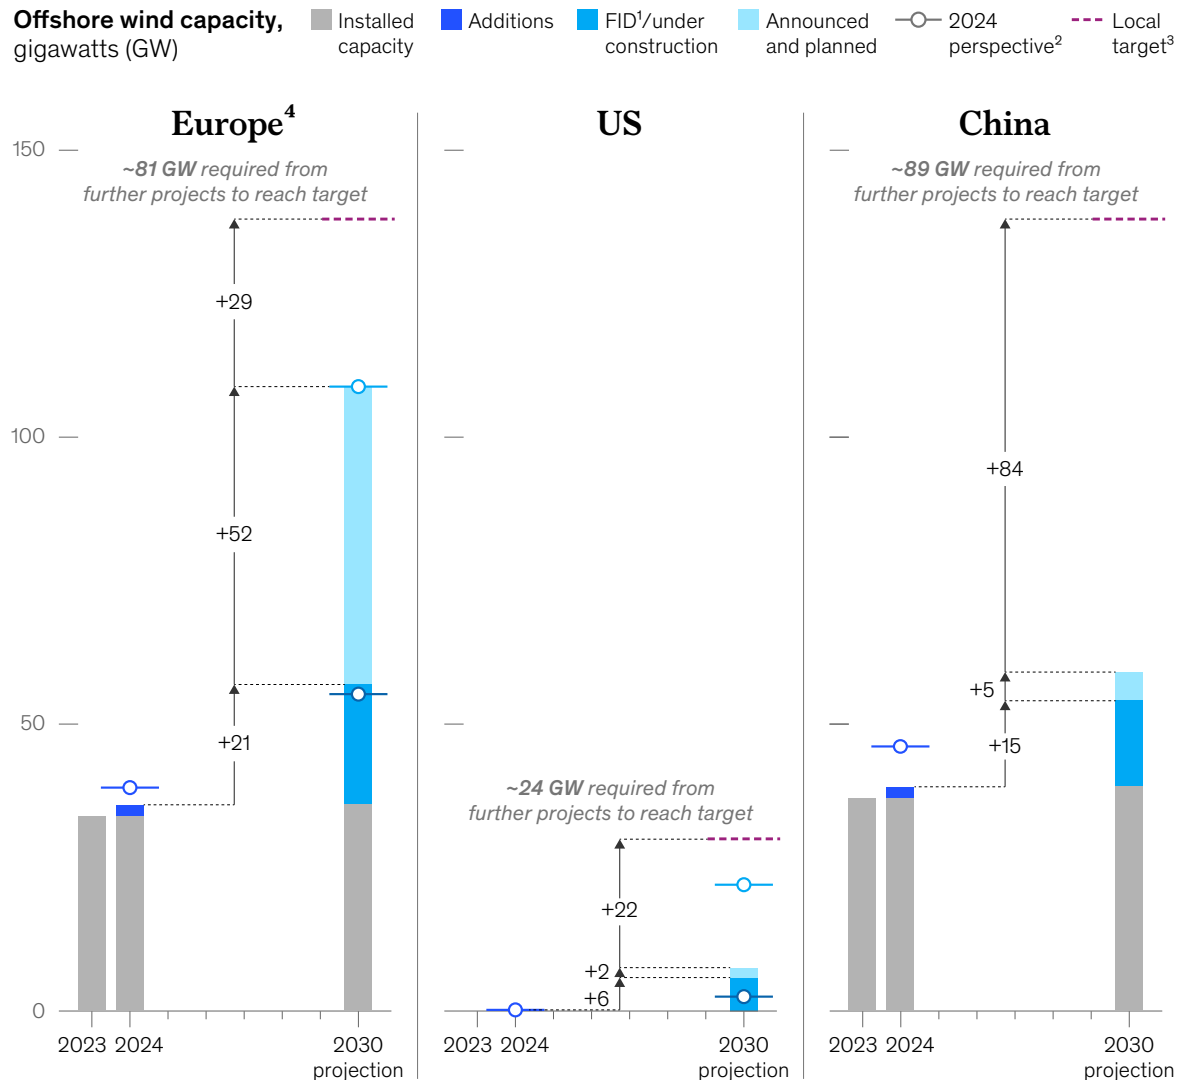 Offshore wind capacity,
gigawatts (GW)
Installed
capacity
Additions
FID¹/under
construction
Announced
and planned
2024
perspective²
Local
target³
Europe⁴
US
China
150
100
50
0
~81 GW required from
further projects to reach target
+29
+52
+21
2023 2024
2030
projection
~24 GW required from
further projects to reach target
+22
+2
+6
2023 2024
2030
projection
~89 GW required from
further projects to reach target
+84
+5
+15
2023 2024
2030
projection